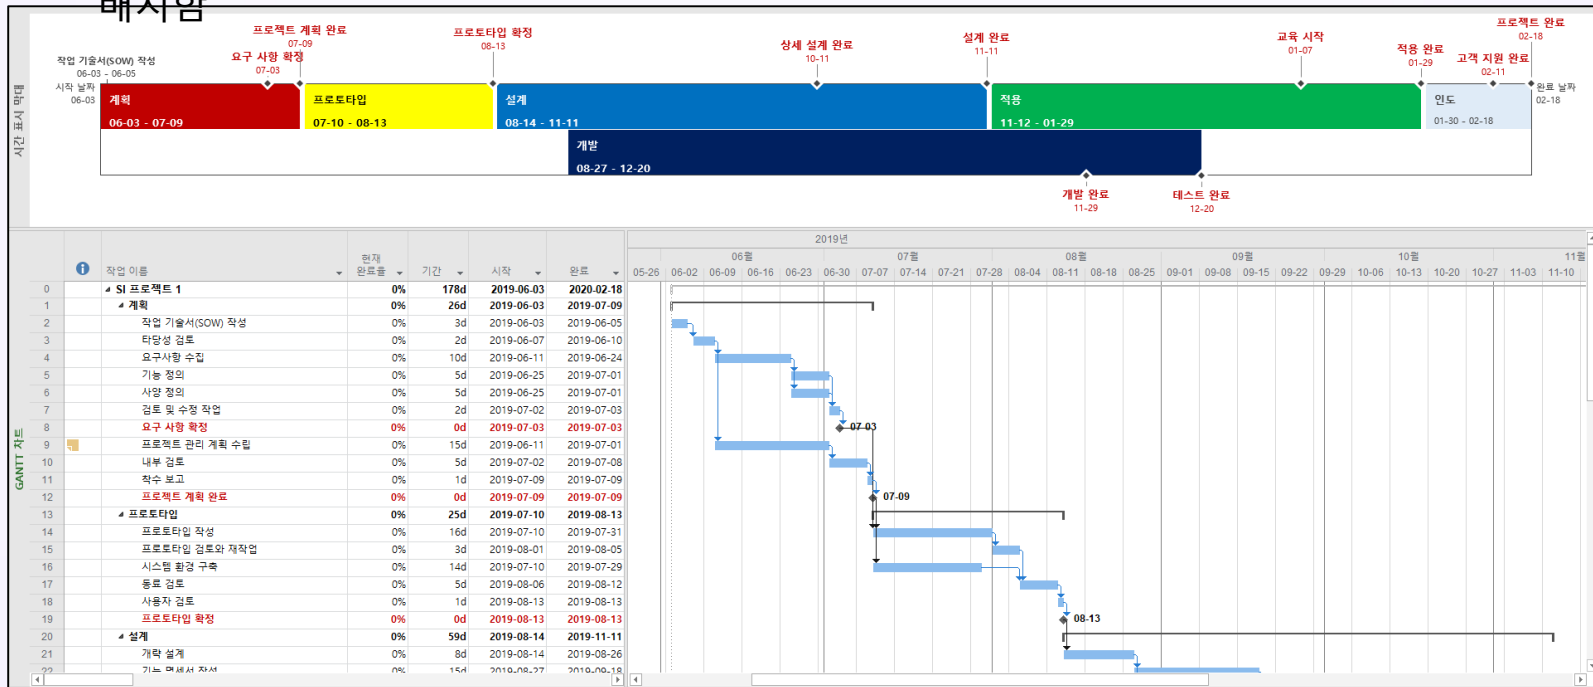 배치함
프로젝트 계획 완료
07-09
요구 사항 확정
07-03
프로토타입 확정
08-13
상세 설계 완료
10-11
설계 완료
11-11
교육 시작
01-07
적용 완료
01-29
고객 지원 완료
02-11
프로젝트 완료
02-18
작업 기술서(SOW) 작성
06-03 - 06-05
시작 날짜
06-03
완료 날짜
02-18
시간 표시 막대
계획
06-03 - 07-09
프로토타입
07-10 - 08-13
설계
08-14 - 11-11
적용
11-12 - 01-29
인도
01-30 - 02-18
개발
08-27 - 12-20
개발 완료
11-29
테스트 완료
12-20
GANTT 차트
작업 이름 현재 완료율 기간 시작 완료
2019년
06월 07월 08월 09월 10월 11월
05-26 06-02 06-09 06-16 06-23 06-30 07-07 07-14 07-21 07-28 08-04 08-11 08-18 08-25 09-01 09-08 09-15 09-22 09-29 10-06 10-13 10-20 10-27 11-03 11-10
0 SI 프로젝트 1 0% 178d 2019-06-03 2020-02-18
1 계획 0% 26d 2019-06-03 2019-07-09
2 작업 기술서(SOW) 작성 0% 3d 2019-06-03 2019-06-05
3 타당성 검토 0% 2d 2019-06-07 2019-06-10
4 요구사항 수집 0% 10d 2019-06-11 2019-06-24
5 기능 정의 0% 5d 2019-06-25 2019-07-01
6 사양 정의 0% 5d 2019-06-25 2019-07-01
7 검토 및 수정 작업 0% 2d 2019-07-02 2019-07-03
8 요구 사항 확정 0% 0d 2019-07-03 2019-07-03 07-03
9 프로젝트 관리 계획 수립 0% 15d 2019-06-11 2019-07-01
10 내부 검토 0% 5d 2019-07-02 2019-07-08
11 착수 보고 0% 1d 2019-07-09 2019-07-09
12 프로젝트 계획 완료 0% 0d 2019-07-09 2019-07-09 07-09
13 프로토타입 0% 25d 2019-07-10 2019-08-13
14 프로토타입 작성 0% 16d 2019-07-10 2019-07-31
15 프로토타입 검토와 재작업 0% 3d 2019-08-01 2019-08-05
16 시스템 환경 구축 0% 14d 2019-07-10 2019-07-29
17 동료 검토 0% 5d 2019-08-06 2019-08-12
18 사용자 검토 0% 1d 2019-08-13 2019-08-13
19 프로토타입 확정 0% 0d 2019-08-13 2019-08-13 08-13
20 설계 0% 59d 2019-08-14 2019-11-11
21 개략 설계 0% 8d 2019-08-14 2019-08-26
22 기능 명세서 작성 0% 15d 2019-08-27 2019-09-18